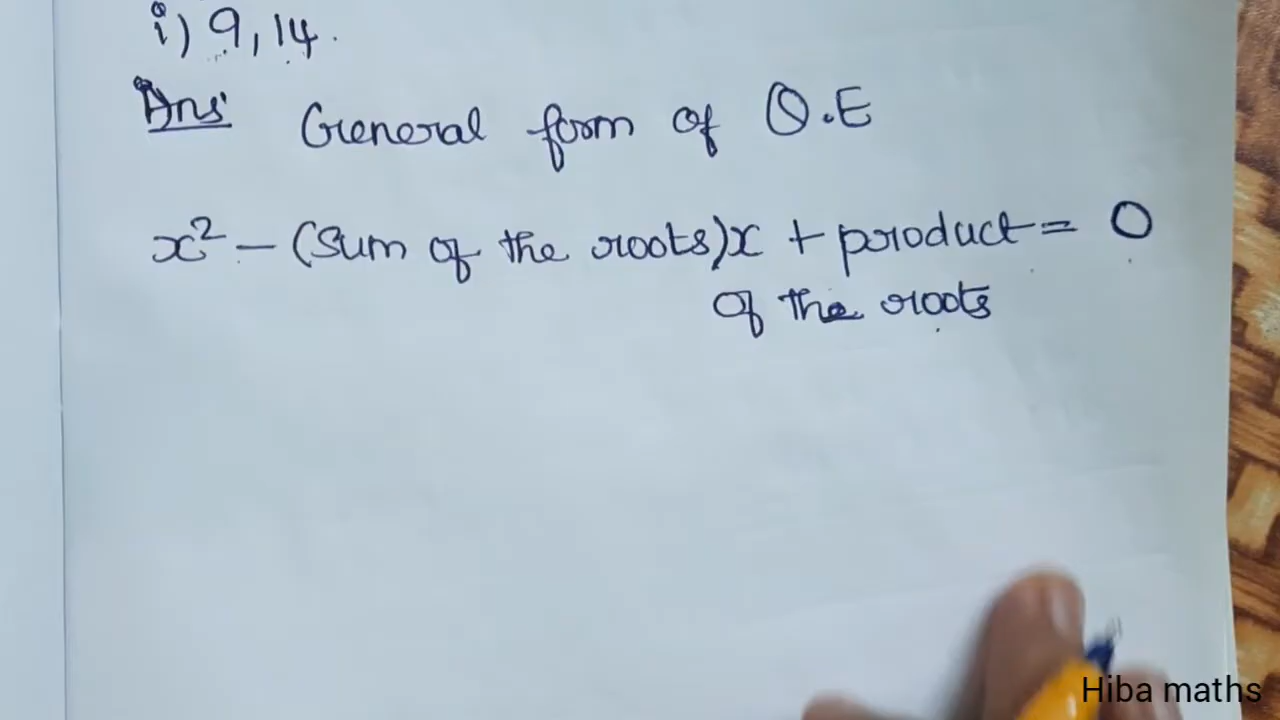 i) 9, 14.
Ans: General form of Q.E
x² - (Sum of the roots)x + product = 0
of the roots
Hiba maths